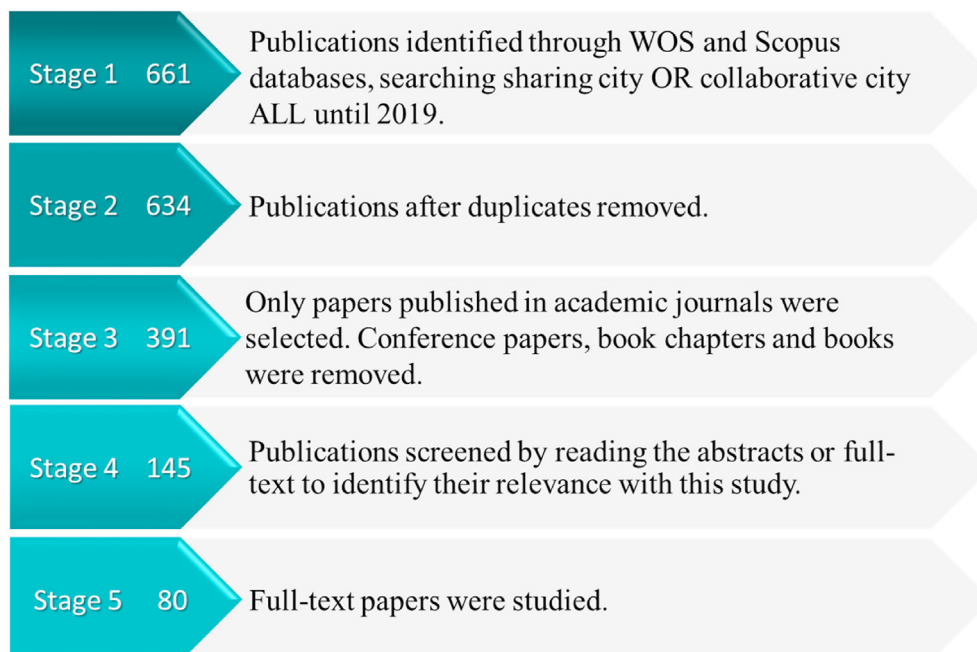 Stage 1 661
Publications identified through WOS and Scopus
databases, searching sharing city OR collaborative city
ALL until 2019.
Stage 2 634
Publications after duplicates removed.
Stage 3 391
Only papers published in academic journals were
selected. Conference papers, book chapters and books
were removed.
Stage 4 145
Publications screened by reading the abstracts or full-
text to identify their relevance with this study.
Stage 5 80
Full-text papers were studied.